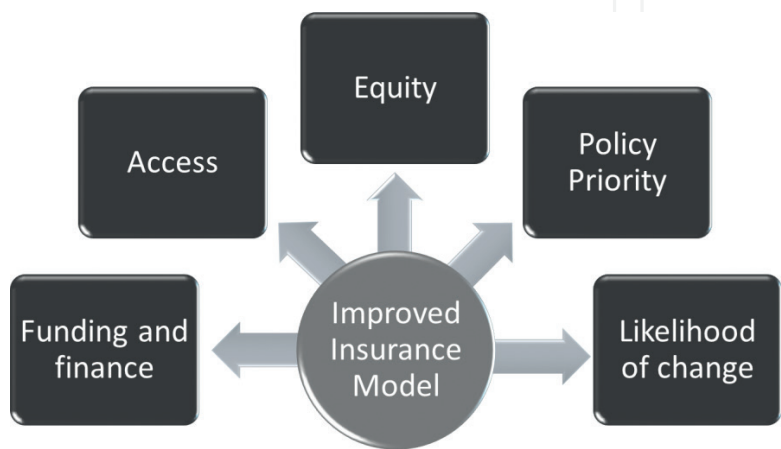 Equity
Access
Policy
Priority
Funding and
finance
Improved
Insurance
Model
Likelihood
of change